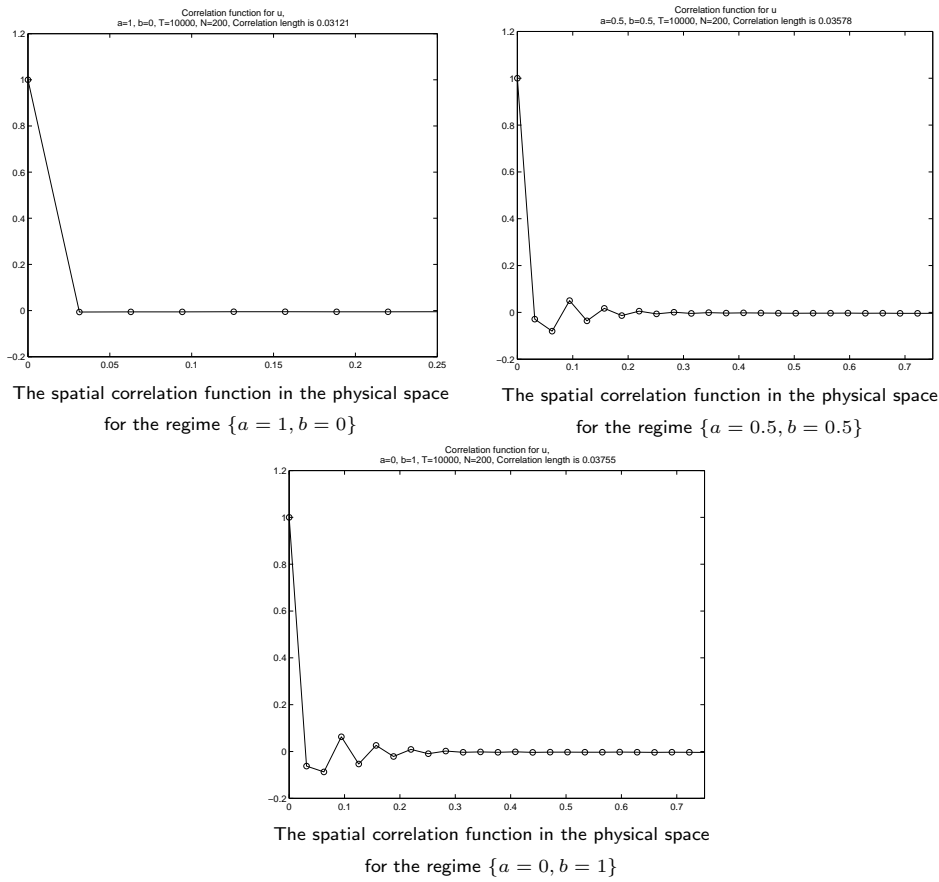 Correlation function for u,
a=1, b=0, T=10000, N=200, Correlation length is 0.03121
1.2
1
0.8
0.6
0.4
0.2
0
−0.2
0 0.05 0.1 0.15 0.2 0.25
The spatial correlation function in the physical space
for the regime {a = 1, b = 0}
Correlation function for u
a=0.5, b=0.5, T=10000, N=200, Correlation length is 0.03578
1.2
1
0.8
0.6
0.4
0.2
0
−0.2
0 0.1 0.2 0.3 0.4 0.5 0.6 0.7
The spatial correlation function in the physical space
for the regime {a = 0.5, b = 0.5}
Correlation function for u,
a=0, b=1, T=10000, N=200, Correlation length is 0.03755
1.2
1
0.8
0.6
0.4
0.2
0
−0.2
0 0.1 0.2 0.3 0.4 0.5 0.6 0.7
The spatial correlation function in the physical space
for the regime {a = 0, b = 1}